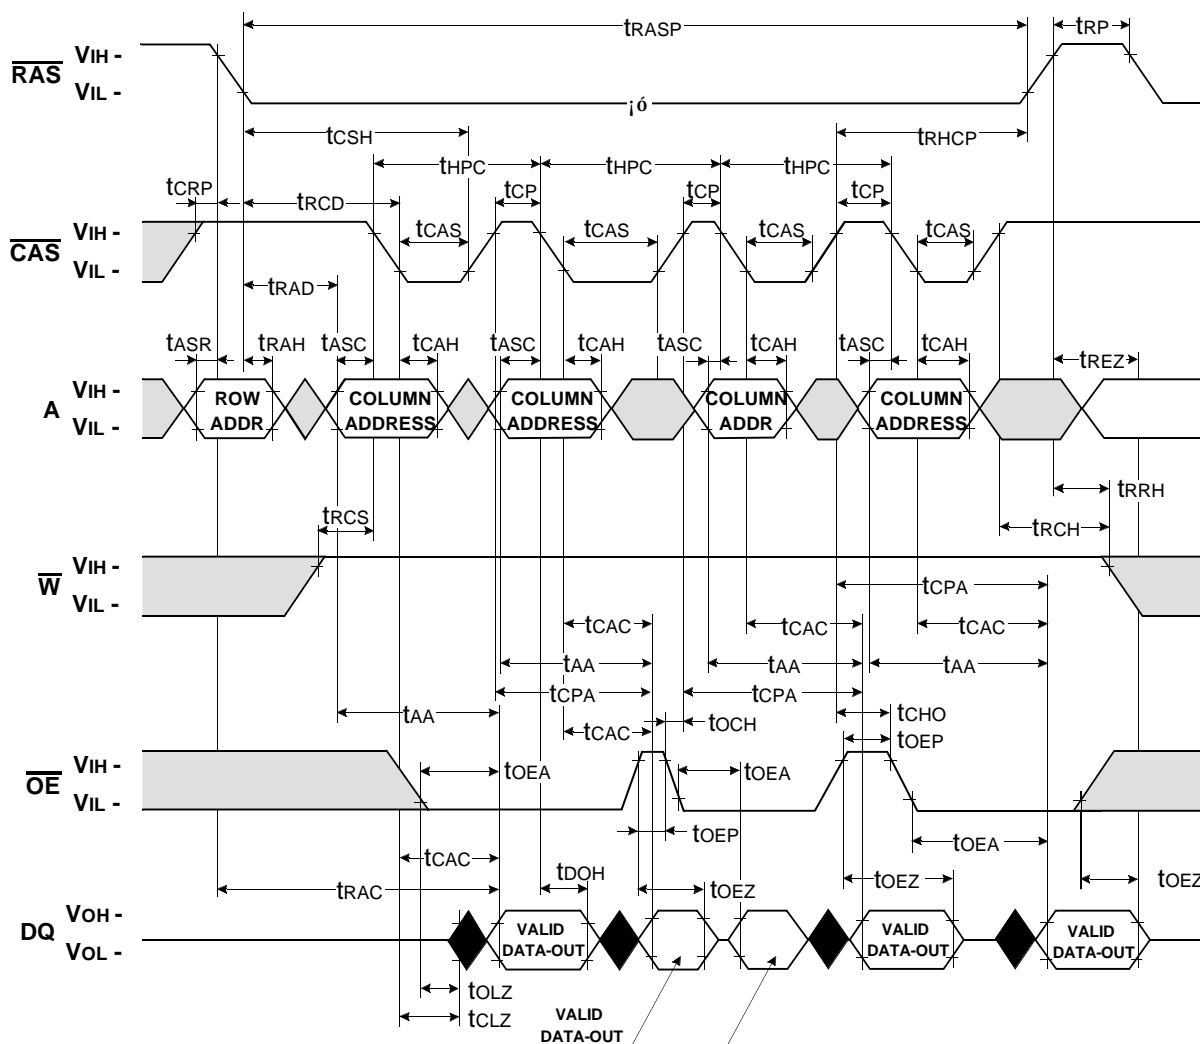 tRASP
tRP
RAS
VIH -
VIL -
¡ó
tCSH
tRHCP
tHPC
tHPC
tHPC
tCRP
tRCD
tCP
tCP
tCP
CAS
VIH -
VIL -
tCAS
tCAS
tCAS
tCAS
tRAD
tASR
tRAH
tASC
tCAH
tASC
tCAH
tASC
tCAH
tASC
tCAH
tREZ
A
VIH -
VIL -
ROW
ADDR
COLUMN
ADDRESS
COLUMN
ADDRESS
COLUMN
ADDR
COLUMN
ADDRESS
tRRH
tRCS
tRCH
W
VIH -
VIL -
tCPA
tCAC
tCAC
tCAC
tAA
tAA
tAA
tCPA
tCPA
tAA
tCAC
tOCH
tCHO
tOEP
OE
VIH -
VIL -
tOEA
tOEA
tOEP
tOEA
tCAC
tDOH
tRAC
tOEZ
tOEZ
tOEZ
DQ
VOH -
VOL -
VALID
DATA-OUT
VALID
DATA-OUT
VALID
DATA-OUT
tOLZ
tCLZ
VALID
DATA-OUT